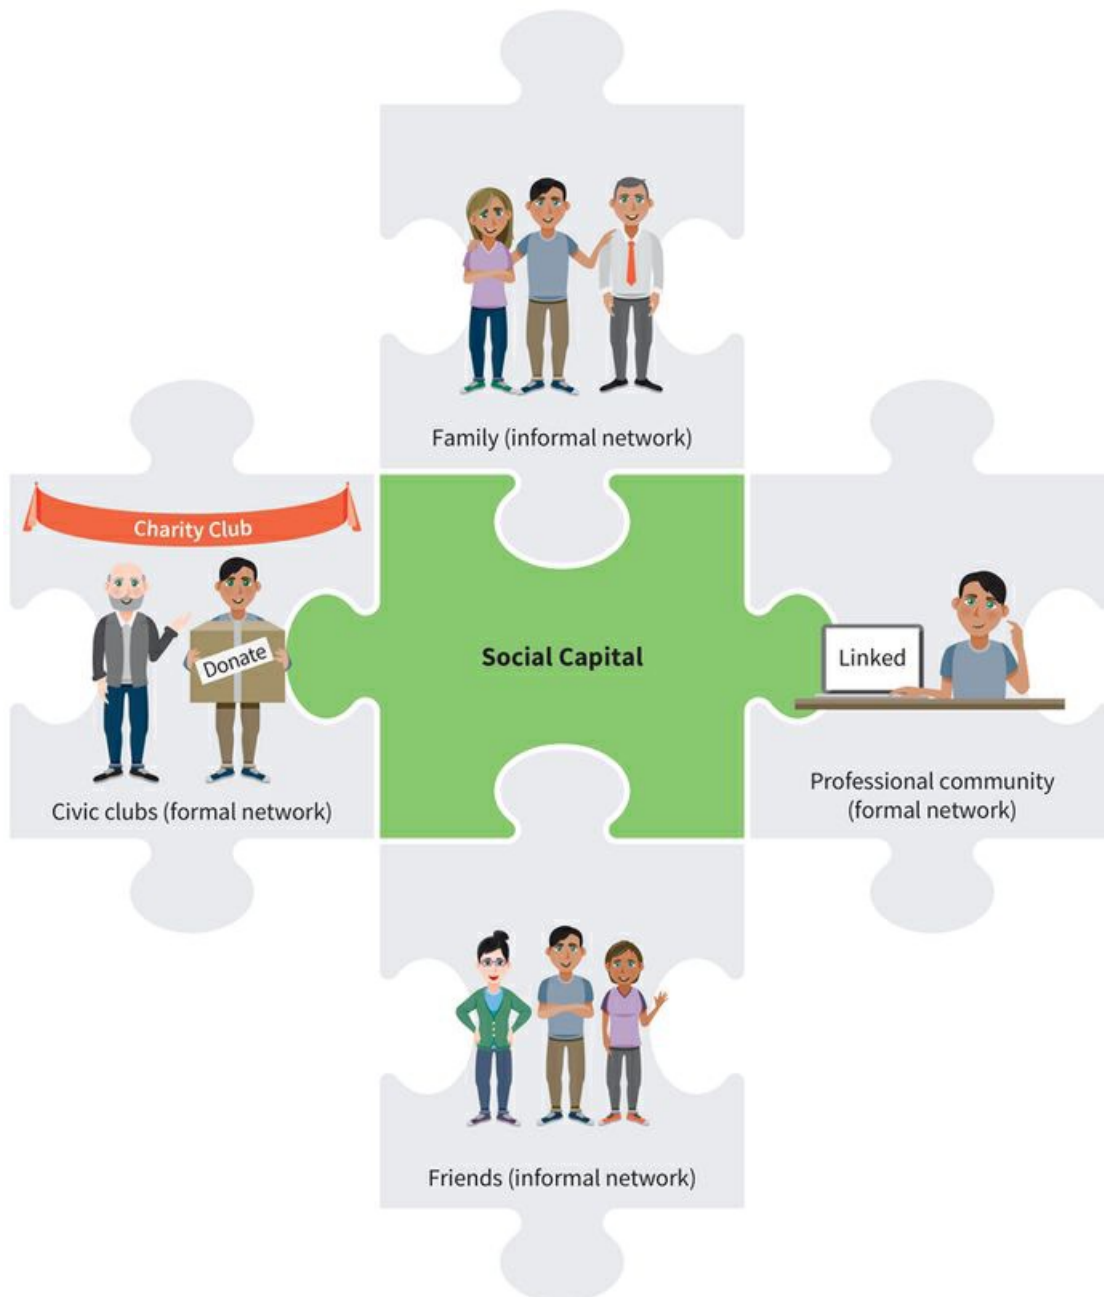 Family (informal network)
Charity Club
Donate
Civic clubs (formal network)
Social Capital
Linked
Professional community
(formal network)
Friends (informal network)